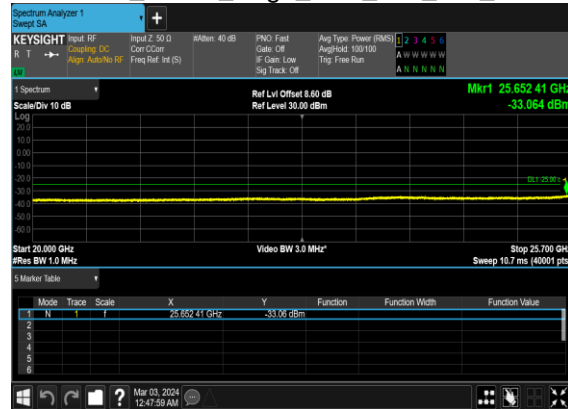 Spectrum Analyzer 1
Swept SA
+
KEYSIGHT Input: RF Input Z: 50 Ω #Atten: 40 dB PNO: Fast Avg Type: Power (RMS) 1 2 3 4 5 6
R T Coupling: DC Corr CCorr Gate: Off Avg|Hold: 100/100 A W W W W W
Align: Auto/No RF Freq Ref: Int (S) IF Gain: Low Trig: Free Run
Sig Track: Off A N N N N N
1 Spectrum Ref Lvl Offset 8.60 dB Mkr1 25.652 41 GHz
Scale/Div 10 dB Ref Level 30.00 dBm -33.064 dBm
Log
20.0
10.0
0.00
-10.0
-20.0
DL1 -25.00
-30.0
-40.0
-50.0
-60.0
Start 20.000 GHz Video BW 3.0 MHz* Stop 25.700 GHz
#Res BW 1.0 MHz Sweep 10.7 ms (40001 pts)
5 Marker Table
Mode Trace Scale X Y Function Function Width Function Value
1 N 1 f 25.652 41 GHz -33.06 dBm
2
3
4
5
6
? Mar 03, 2024
12:47:59 AM